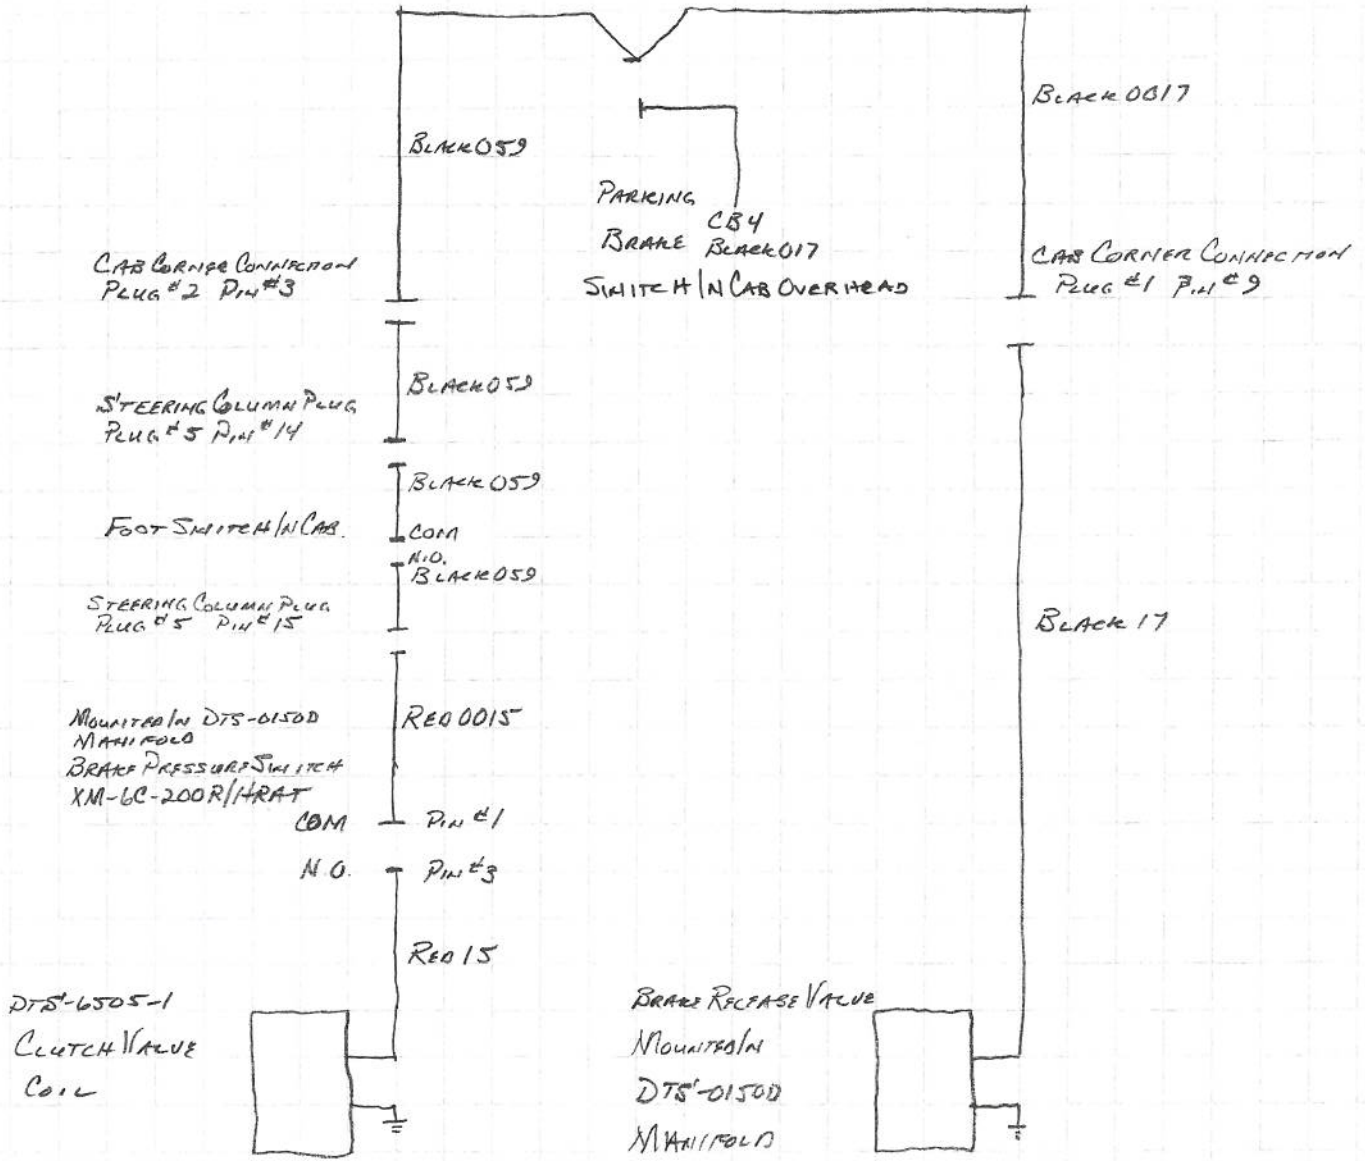 BLACK 0017
BLACK 059
PARKING
BRAKE
CB4
BLACK 017
SWITCH IN CAB OVERHEAD
CAB CORNER CONNECTION
PLUG #2 PIN #3
CAB CORNER CONNECTION
PLUG #1 PIN #9
BLACK 059
STEERING COLUMN PLUG
PLUG #5 PIN #14
BLACK 059
FOOT SWITCH IN CAB.
COM
N.O.
BLACK 059
STEERING COLUMN PLUG
PLUG #5 PIN #15
BLACK 17
MOUNTED IN DTS-0150D
MANIFOLD
BRAKE PRESSURE SWITCH
XM-6C-200R/HRAT
RED 0015
COM
PIN #1
N.O.
PIN #3
RED 15
DTS-6505-1
CLUTCH VALVE
COIL
BRAKE RELEASE VALVE
MOUNTED IN
DTS-0150D
MANIFOLD